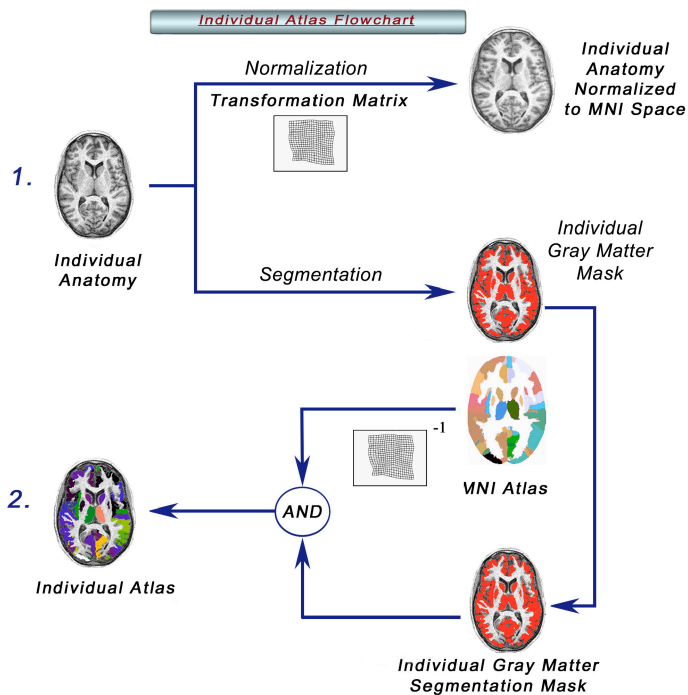 Individual Atlas Flowchart
Normalization
Transformation Matrix
Individual
Anatomy
Normalized
to MNI Space
1.
Individual
Anatomy
Segmentation
Individual
Gray Matter
Mask
-1
MNI Atlas
2.
AND
Individual Atlas
Individual Gray Matter
Segmentation Mask